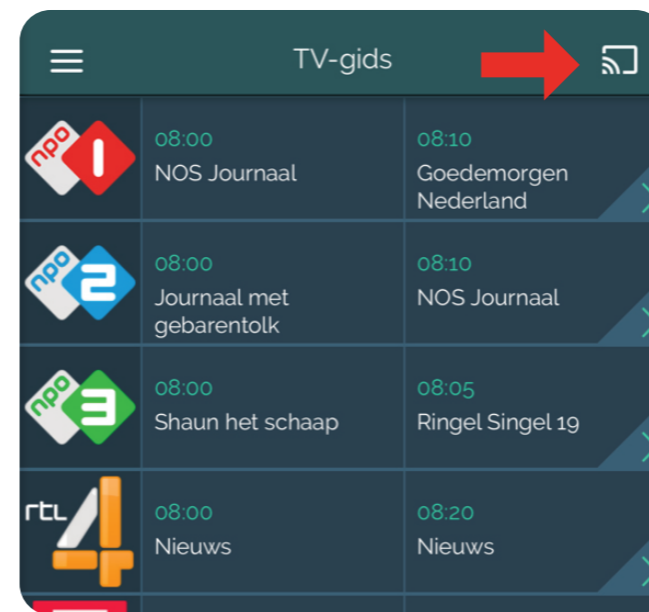 TV-gids
npo 1
08:00
NOS Journaal
08:10
Goedemorgen
Nederland
npo 2
08:00
Journaal met
gebarentolk
08:10
NOS Journaal
npo 3
08:00
Shaun het schaap
08:05
Ringel Singel 19
rtl 4
08:00
Nieuws
08:20
Nieuws